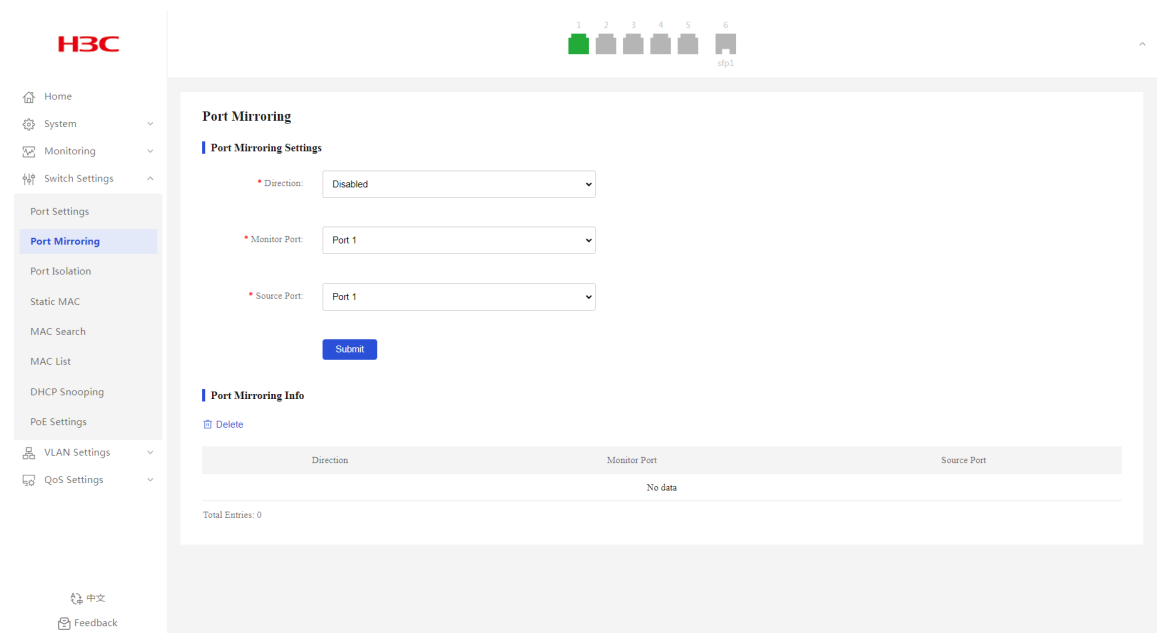 H3C
1 2 3 4 5 6
sfp1
Home
System
Monitoring
Switch Settings
Port Settings
Port Mirroring
Port Isolation
Static MAC
MAC Search
MAC List
DHCP Snooping
PoE Settings
VLAN Settings
QoS Settings
中文
Feedback
Port Mirroring
Port Mirroring Settings
* Direction: Disabled
* Monitor Port: Port 1
* Source Port: Port 1
Submit
Port Mirroring Info
Delete
Direction Monitor Port Source Port
No data
Total Entries: 0